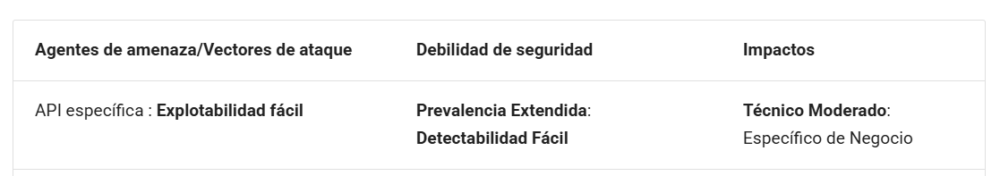 Agentes de amenaza/Vectores de ataque
Debilidad de seguridad
Impactos
API específica : Explotabilidad fácil
Prevalencia Extendida:
Detectabilidad Fácil
Técnico Moderado:
Específico de Negocio